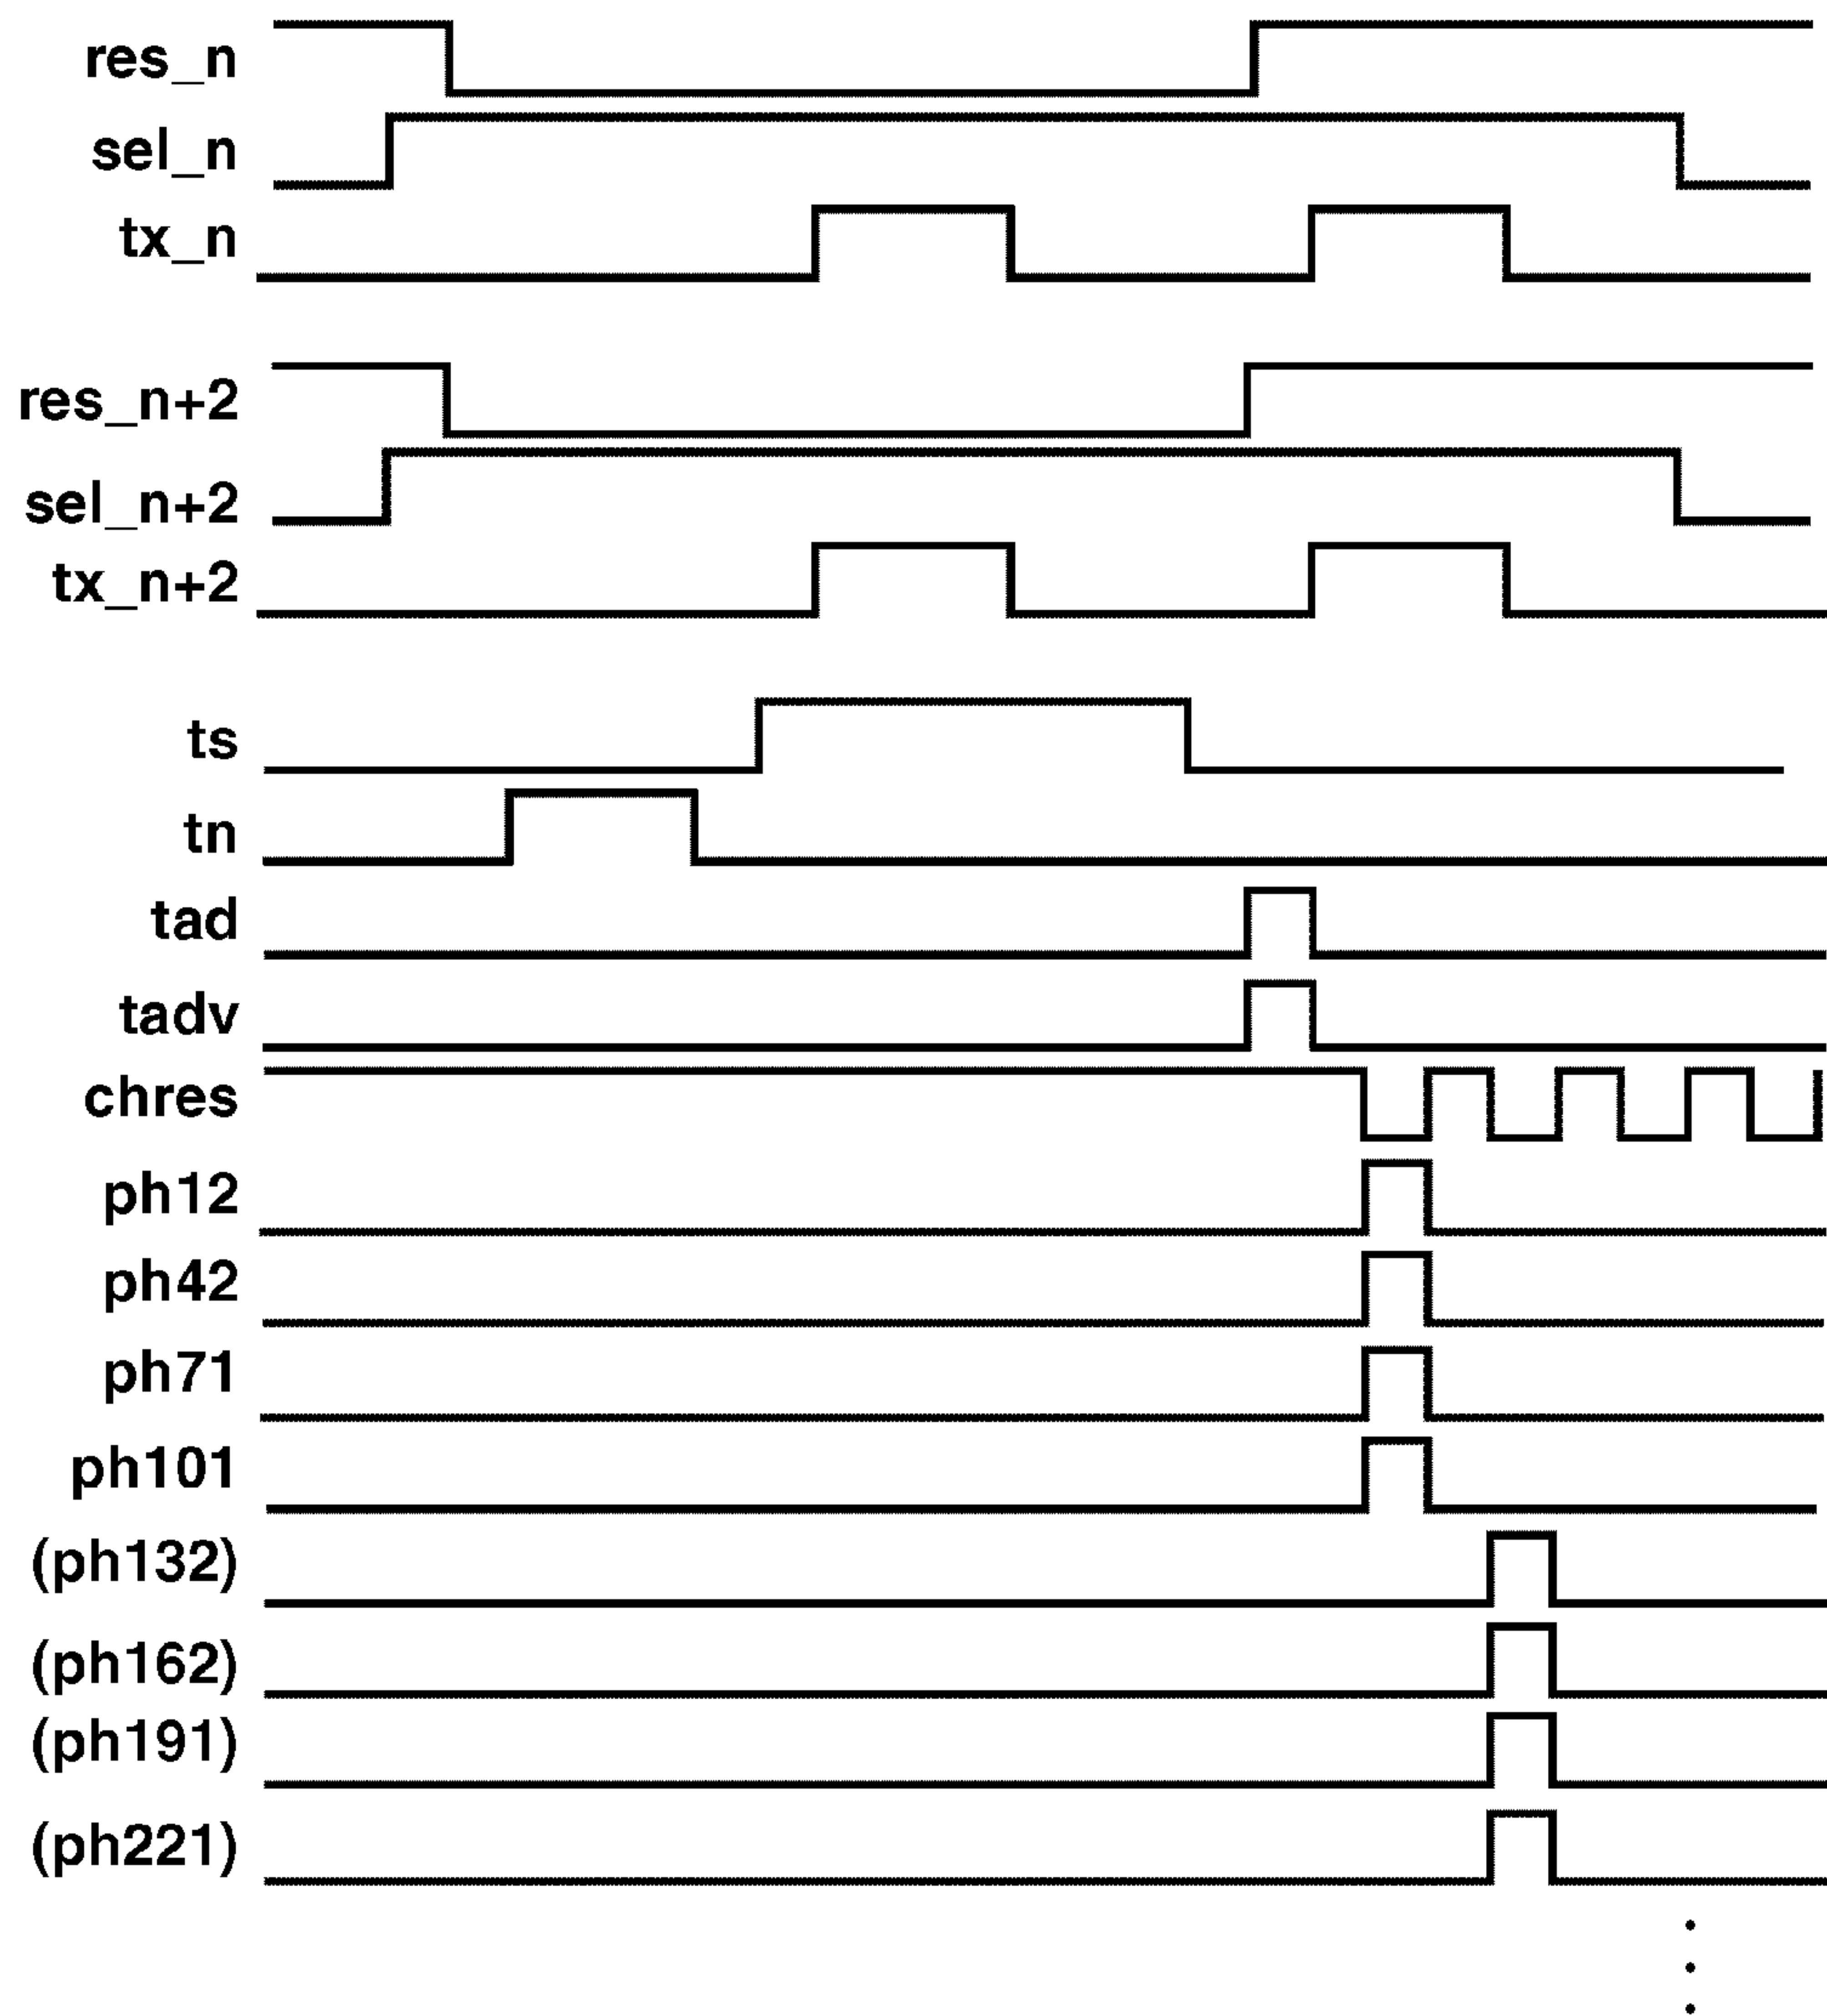 res_n
sel_n
tx_n
res_n+2
sel_n+2
tx_n+2
ts
tn
tad
tadv
chres
ph12
ph42
ph71
ph101
(ph132)
(ph162)
(ph191)
(ph221)